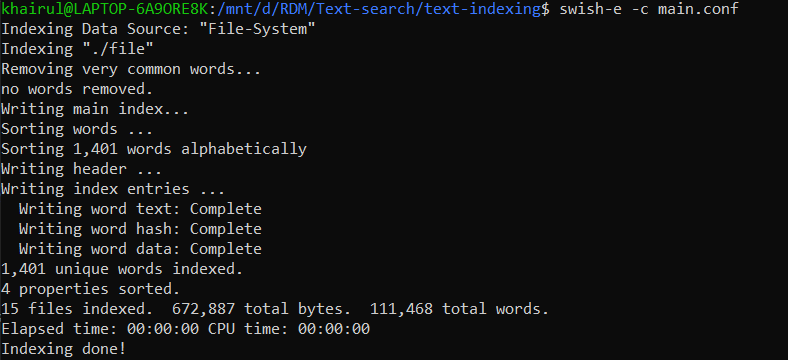 khairul@LAPTOP-6A9ORE8K:/mnt/d/RDM/Text-search/text-indexing$ swish-e -c main.conf
Indexing Data Source: "File-System"
Indexing "./file"
Removing very common words...
no words removed.
Writing main index...
Sorting words ...
Sorting 1,401 words alphabetically
Writing header ...
Writing index entries ...
  Writing word text: Complete
  Writing word hash: Complete
  Writing word data: Complete
1,401 unique words indexed.
4 properties sorted.
15 files indexed.  672,887 total bytes.  111,468 total words.
Elapsed time: 00:00:00 CPU time: 00:00:00
Indexing done!